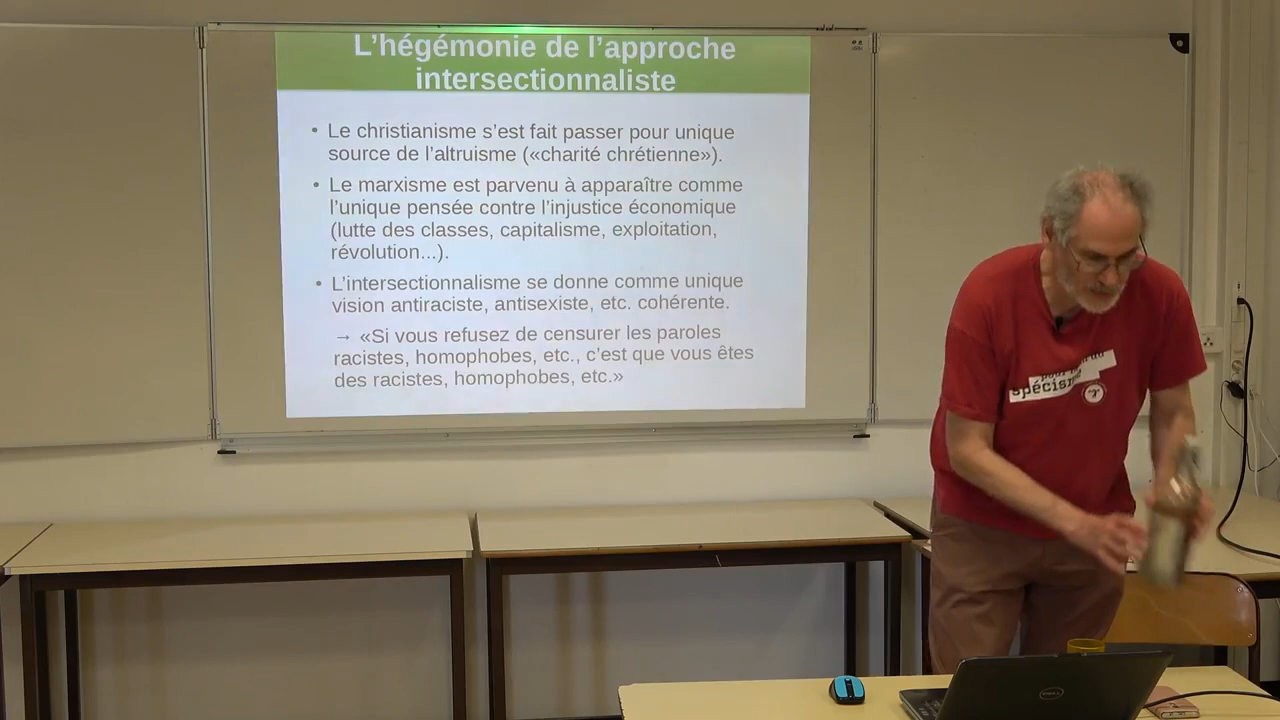 L'hégémonie de l'approche
intersectionnaliste
• Le christianisme s'est fait passer pour unique
source de l'altruisme («charité chrétienne»).
• Le marxisme est parvenu à apparaître comme
l'unique pensée contre l'injustice économique
(lutte des classes, capitalisme, exploitation,
révolution...).
• L'intersectionnalisme se donne comme unique
vision antiraciste, antisexiste, etc. cohérente.
→ «Si vous refusez de censurer les paroles
racistes, homophobes, etc., c'est que vous êtes
des racistes, homophobes, etc.»
DELL